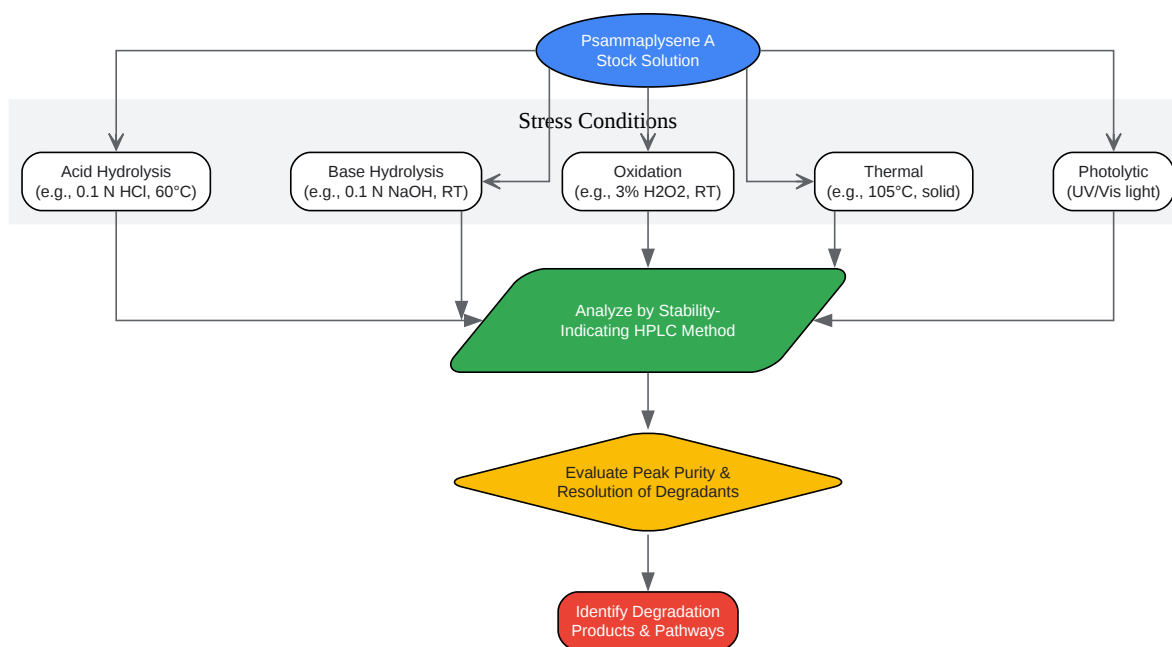 Psammaplysene A
Stock Solution
Stress Conditions
Acid Hydrolysis
(e.g., 0.1 N HCl, 60°C)
Base Hydrolysis
(e.g., 0.1 N NaOH, RT)
Oxidation
(e.g., 3% H2O2, RT)
Thermal
(e.g., 105°C, solid)
Photolytic
(UV/Vis light)
Analyze by Stability-
Indicating HPLC Method
Evaluate Peak Purity &
Resolution of Degradants
Identify Degradation
Products & Pathways